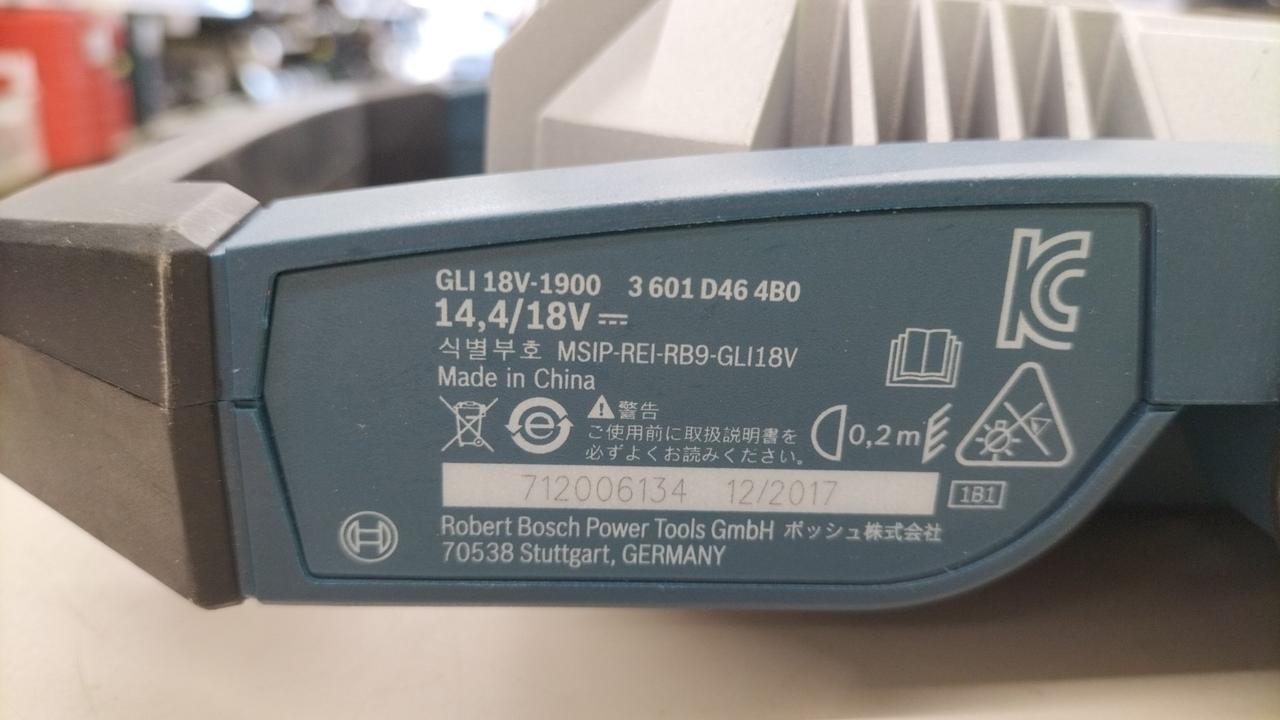 GLI 18V-1900 3 601 D46 4B0
14,4/18V
식별부호 MSIP-REI-RB9-GLI18V
Made in China
e
警告
ご使用前に取扱説明書を
必ずよくお読みください。
0,2 m
712006134 12/2017
1B1
Robert Bosch Power Tools GmbH ボッシュ株式会社
70538 Stuttgart, GERMANY
KC